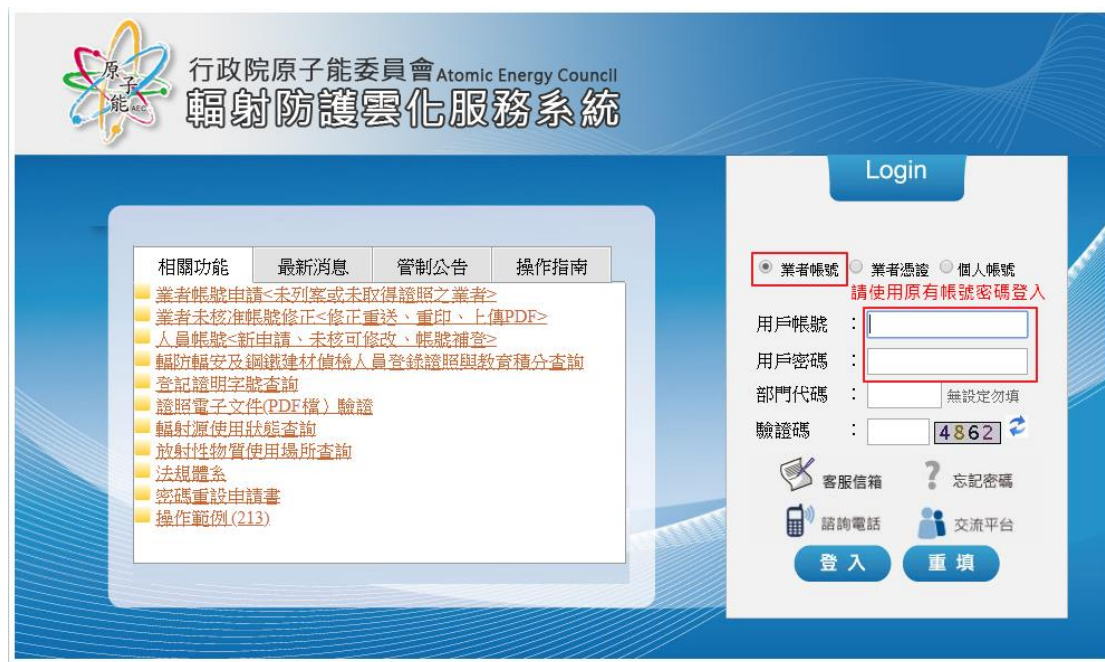 原子能 AEC
行政院原子能委員會 Atomic Energy Council
輻射防護雲化服務系統
Login
相關功能 最新消息 管制公告 操作指南
業者帳號申請<未列案或未取得證照之業者>
業者未核准帳號修正<修正重送、重印、上傳PDF>
人員帳號<新申請、未核可修改、帳號補登>
輻防輻安及鋼鐵建材偵檢人員登錄證照與教育積分查詢
登記證明字號查詢
證照電子文件(PDF檔）驗證
輻射源使用狀態查詢
放射性物質使用場所查詢
法規體系
密碼重設申請書
操作範例(213)
業者帳號 業者憑證 個人帳號
請使用原有帳號密碼登入
用戶帳號 :
用戶密碼 :
部門代碼 : 無設定勿填
驗證碼 : 4862
客服信箱 忘記密碼
諮詢電話 交流平台
登入 重填